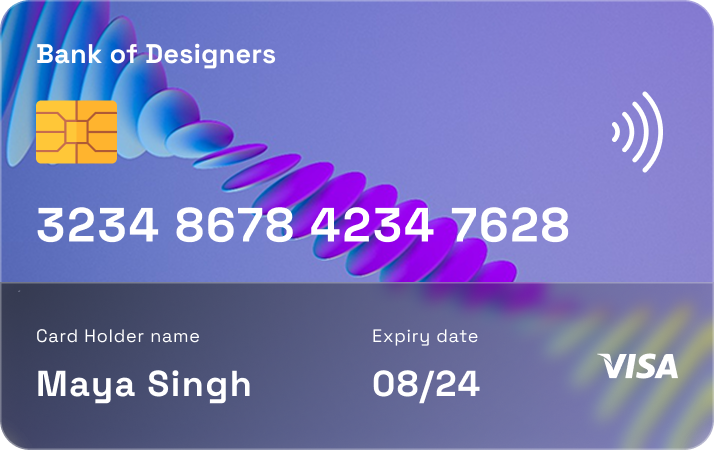 Bank of Designers
3234 8678 4234 7628
Card Holder name
Expiry date
Maya Singh
08/24
VISA